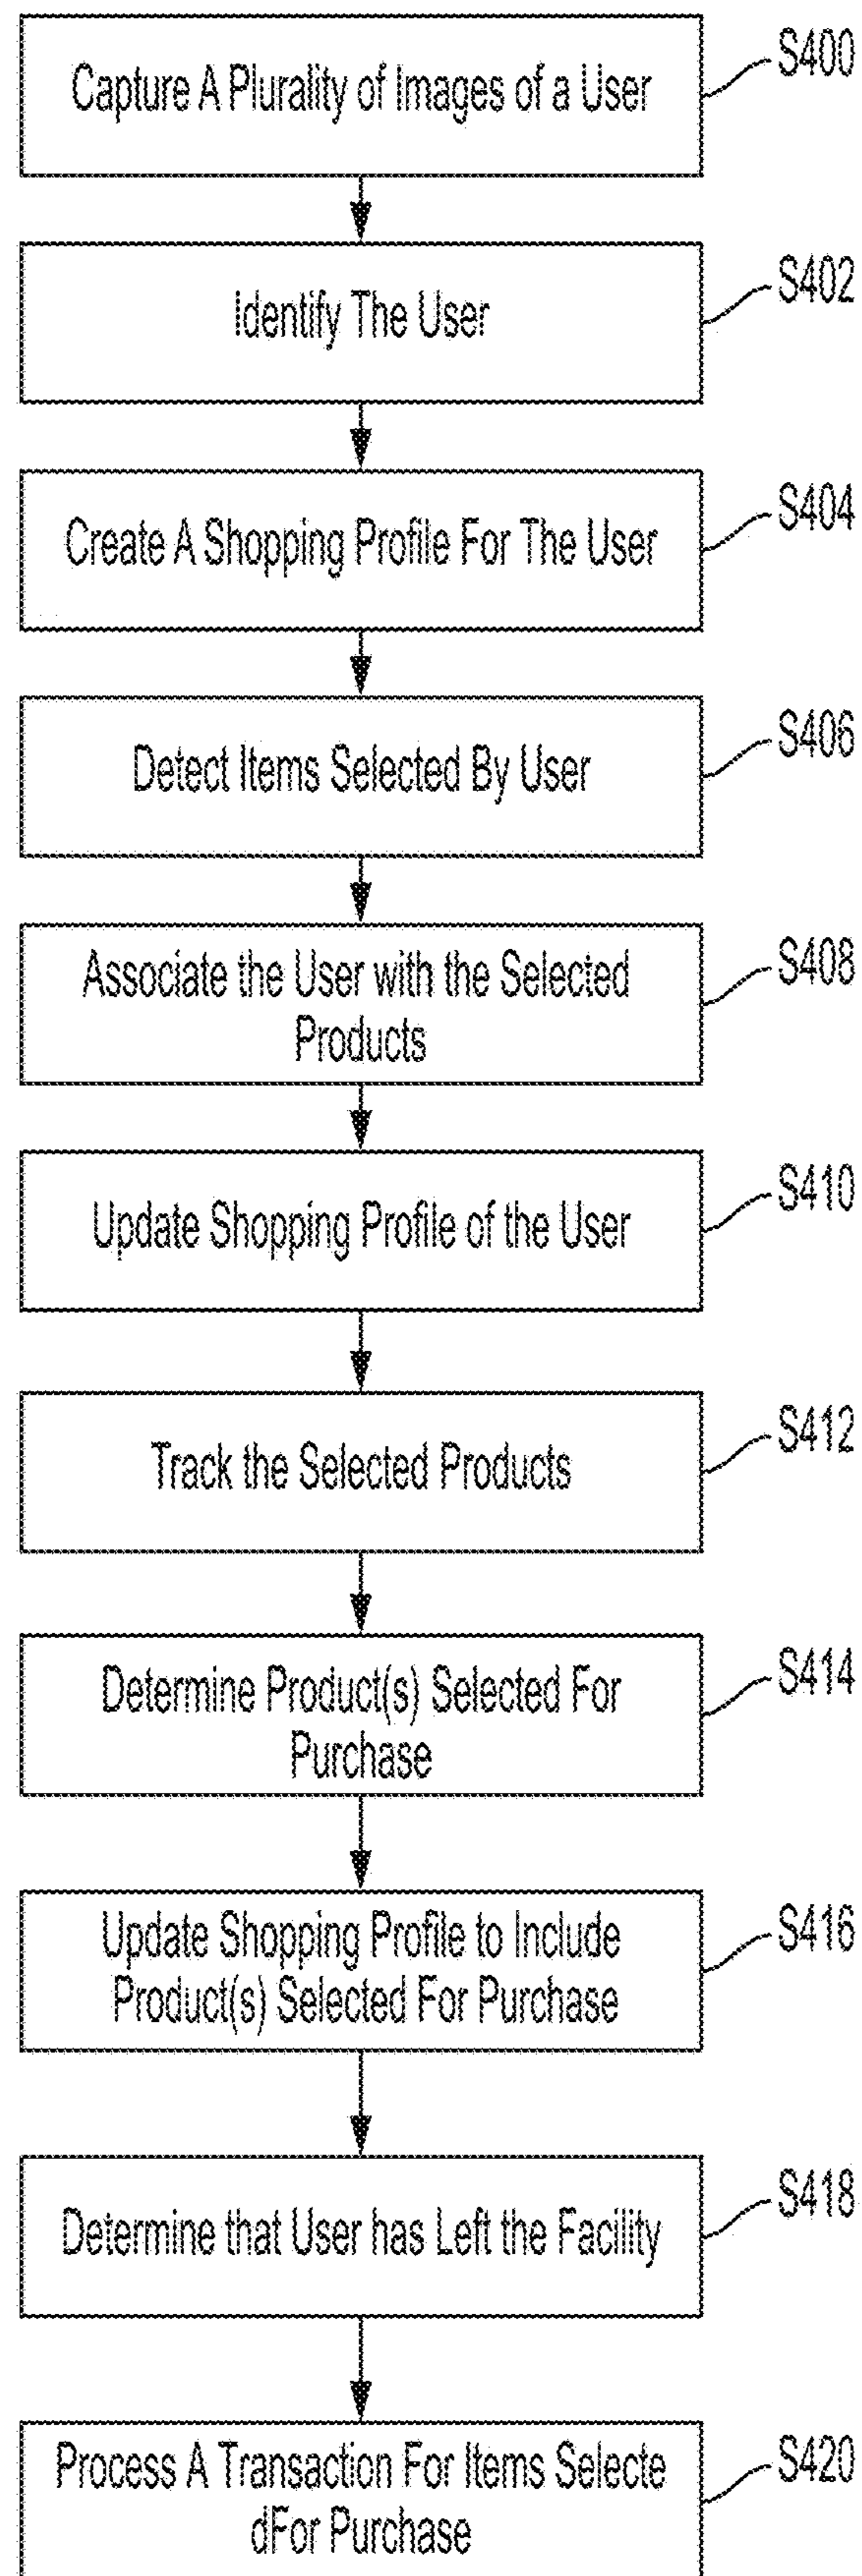 Capture A Plurality of Images of a User
S400
Identify The User
S402
Create A Shopping Profile For The User
S404
Detect Items Selected By User
S406
Associate the User with the Selected
Products
S408
Update Shopping Profile of the User
S410
Track the Selected Products
S412
Determine Product(s) Selected For
Purchase
S414
Update Shopping Profile to Include
Product(s) Selected For Purchase
S416
Determine that User has Left the Facility
S418
Process A Transaction For Items Selecte
dFor Purchase
S420